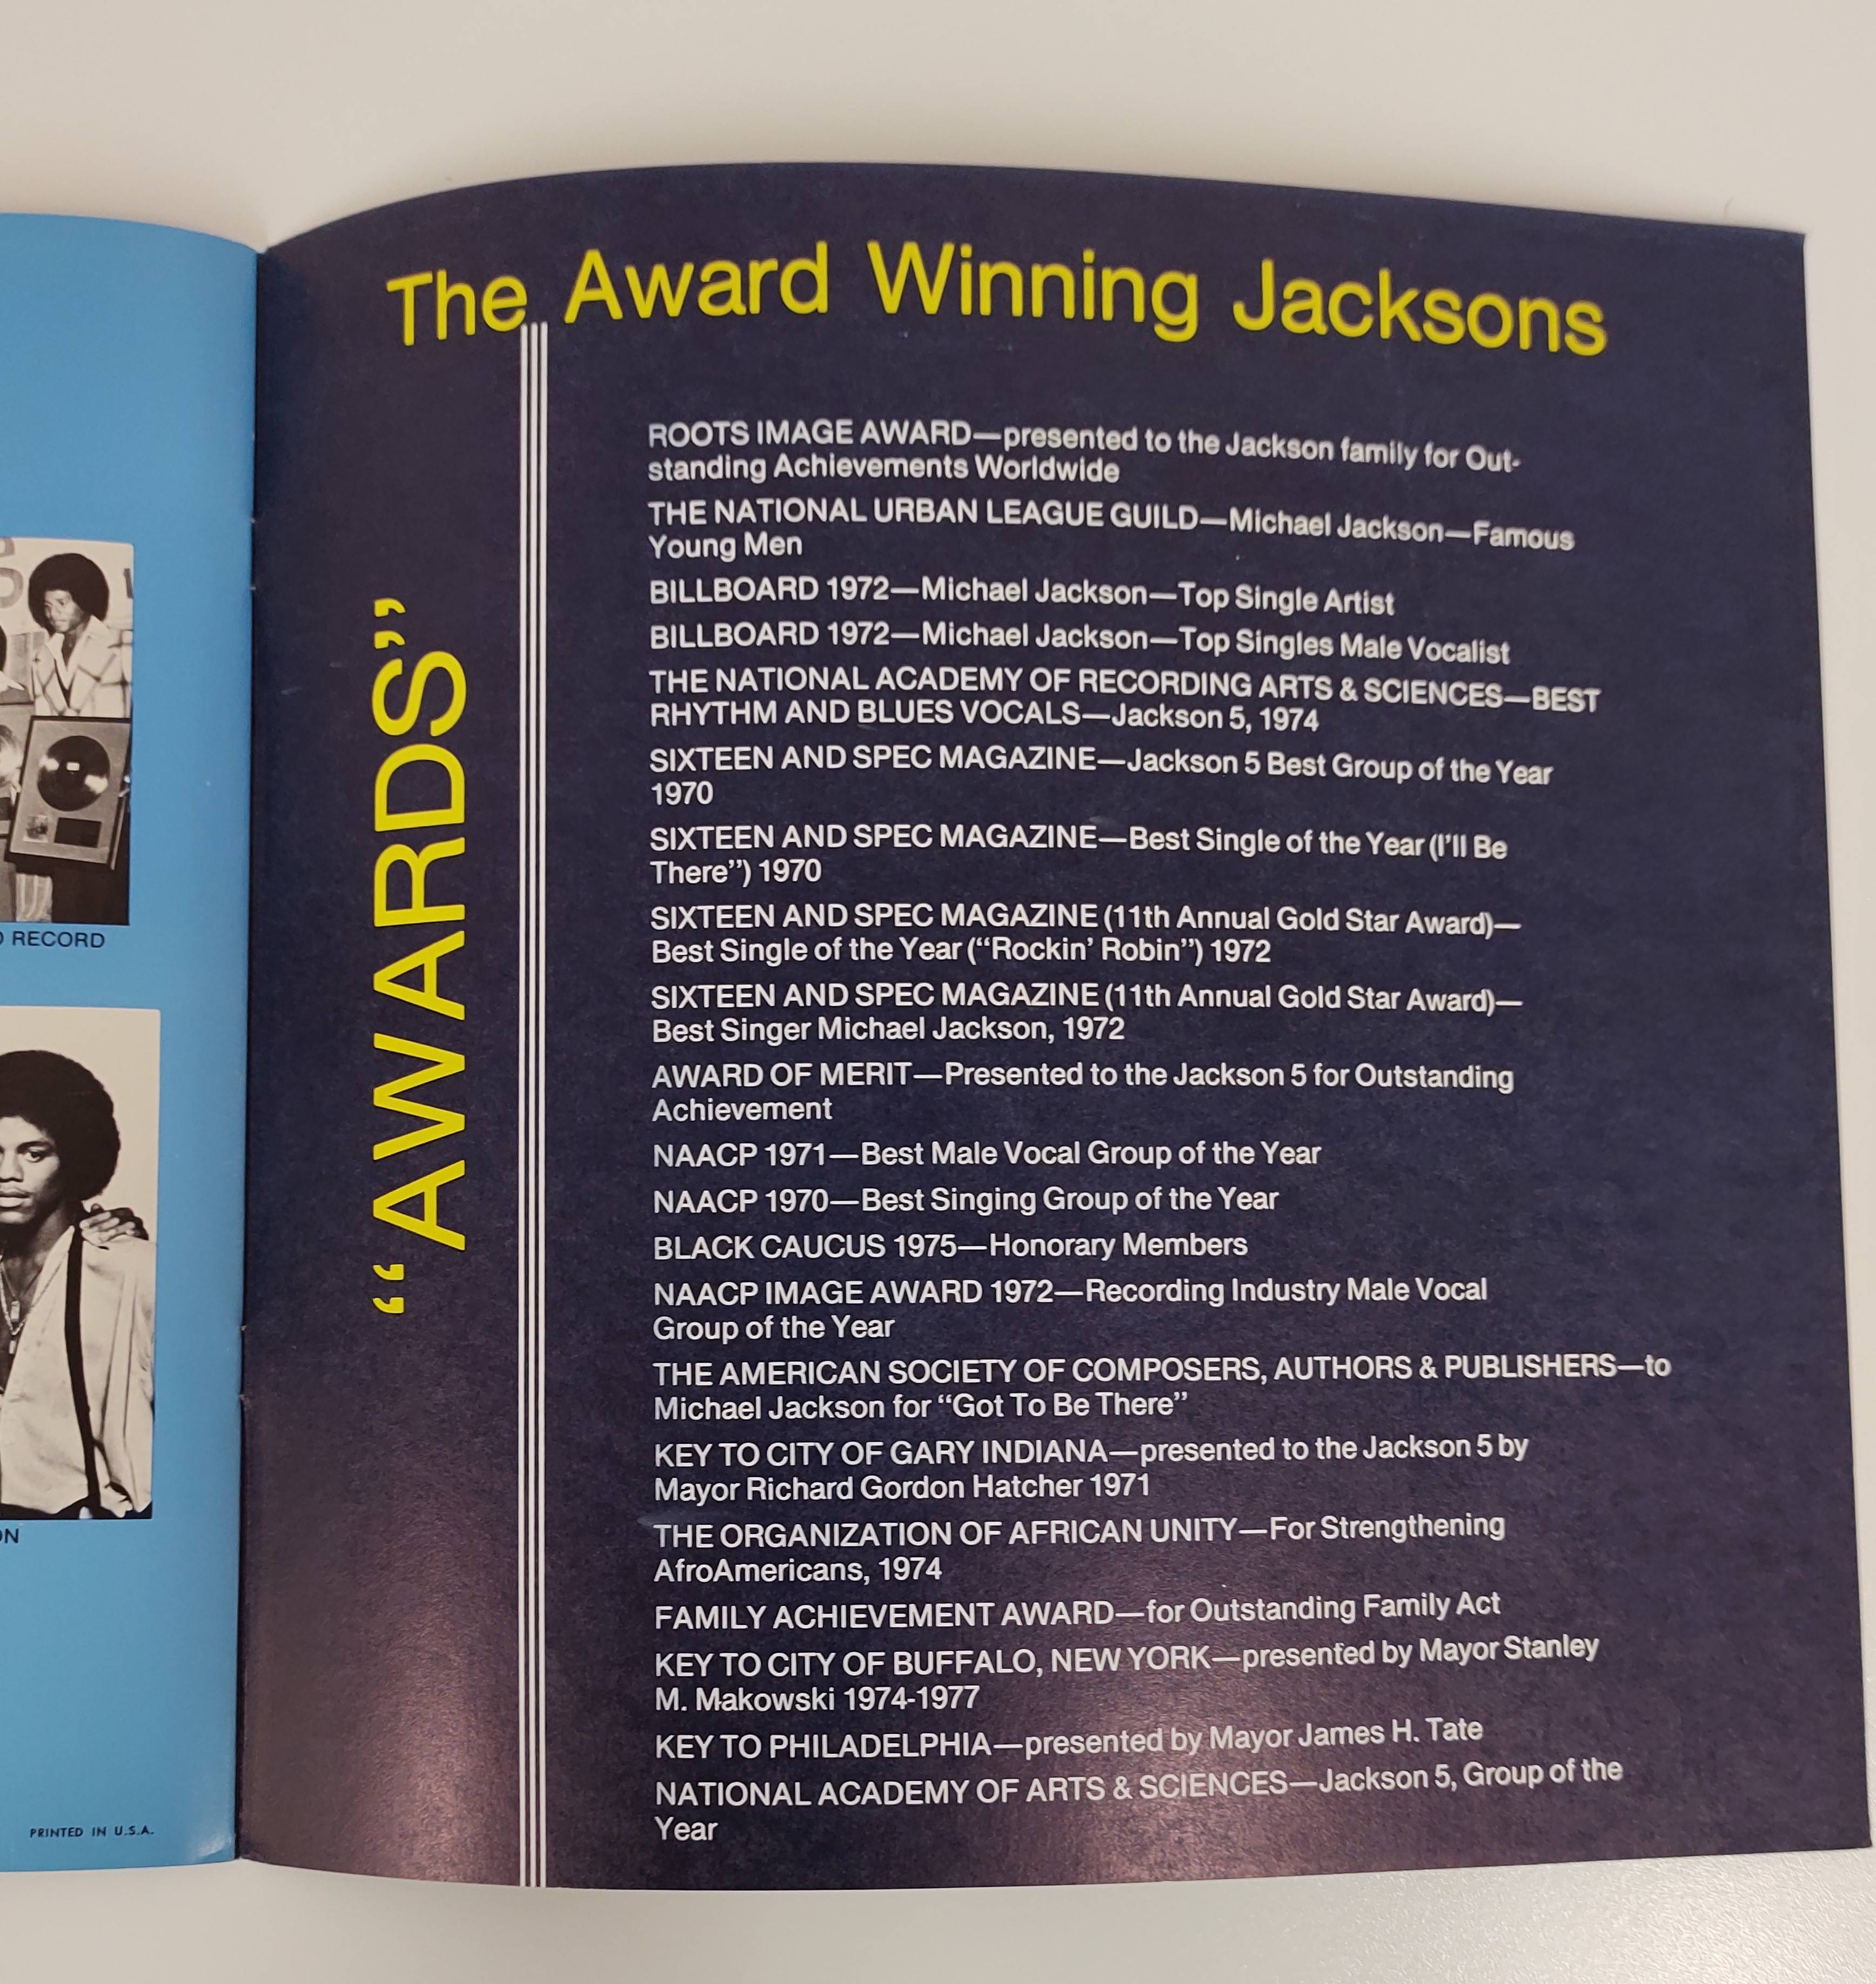 D RECORD
ON
PRINTED IN U.S.A.
The Award Winning Jacksons
“AWARDS”
ROOTS IMAGE AWARD—presented to the Jackson family for Out-
standing Achievements Worldwide
THE NATIONAL URBAN LEAGUE GUILD—Michael Jackson—Famous
Young Men
BILLBOARD 1972—Michael Jackson—Top Single Artist
BILLBOARD 1972—Michael Jackson—Top Singles Male Vocalist
THE NATIONAL ACADEMY OF RECORDING ARTS & SCIENCES—BEST
RHYTHM AND BLUES VOCALS—Jackson 5, 1974
SIXTEEN AND SPEC MAGAZINE—Jackson 5 Best Group of the Year
1970
SIXTEEN AND SPEC MAGAZINE—Best Single of the Year (I’ll Be
There”) 1970
SIXTEEN AND SPEC MAGAZINE (11th Annual Gold Star Award)—
Best Single of the Year (“Rockin’ Robin”) 1972
SIXTEEN AND SPEC MAGAZINE (11th Annual Gold Star Award)—
Best Singer Michael Jackson, 1972
AWARD OF MERIT—Presented to the Jackson 5 for Outstanding
Achievement
NAACP 1971—Best Male Vocal Group of the Year
NAACP 1970—Best Singing Group of the Year
BLACK CAUCUS 1975—Honorary Members
NAACP IMAGE AWARD 1972—Recording Industry Male Vocal
Group of the Year
THE AMERICAN SOCIETY OF COMPOSERS, AUTHORS & PUBLISHERS—to
Michael Jackson for “Got To Be There”
KEY TO CITY OF GARY INDIANA—presented to the Jackson 5 by
Mayor Richard Gordon Hatcher 1971
THE ORGANIZATION OF AFRICAN UNITY—For Strengthening
AfroAmericans, 1974
FAMILY ACHIEVEMENT AWARD—for Outstanding Family Act
KEY TO CITY OF BUFFALO, NEW YORK—presented by Mayor Stanley
M. Makowski 1974-1977
KEY TO PHILADELPHIA—presented by Mayor James H. Tate
NATIONAL ACADEMY OF ARTS & SCIENCES—Jackson 5, Group of the
Year